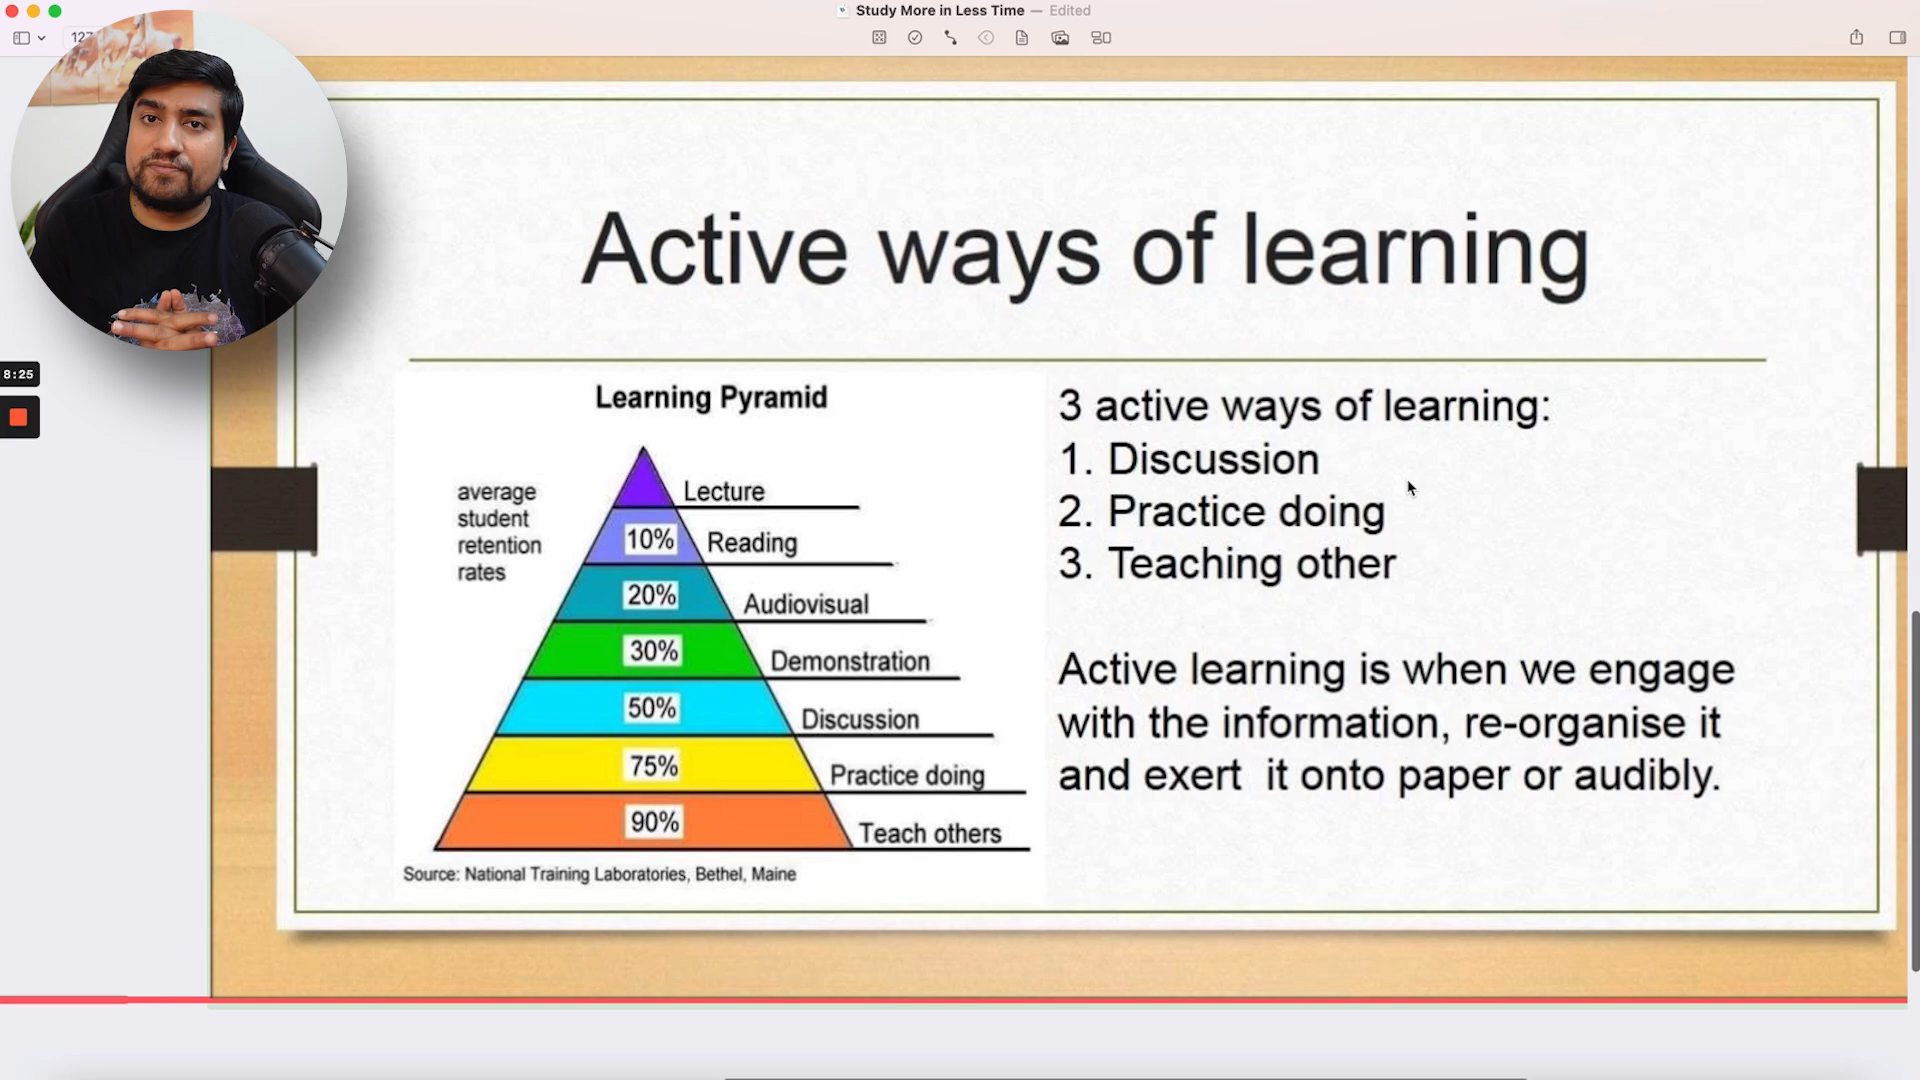 Study More in Less Time — Edited
8:25
Active ways of learning
Learning Pyramid
average
student
retention
rates
Lecture
10% Reading
20% Audiovisual
30% Demonstration
50% Discussion
75% Practice doing
90% Teach others
Source: National Training Laboratories, Bethel, Maine
3 active ways of learning:
1. Discussion
2. Practice doing
3. Teaching other
Active learning is when we engage
with the information, re-organise it
and exert it onto paper or audibly.